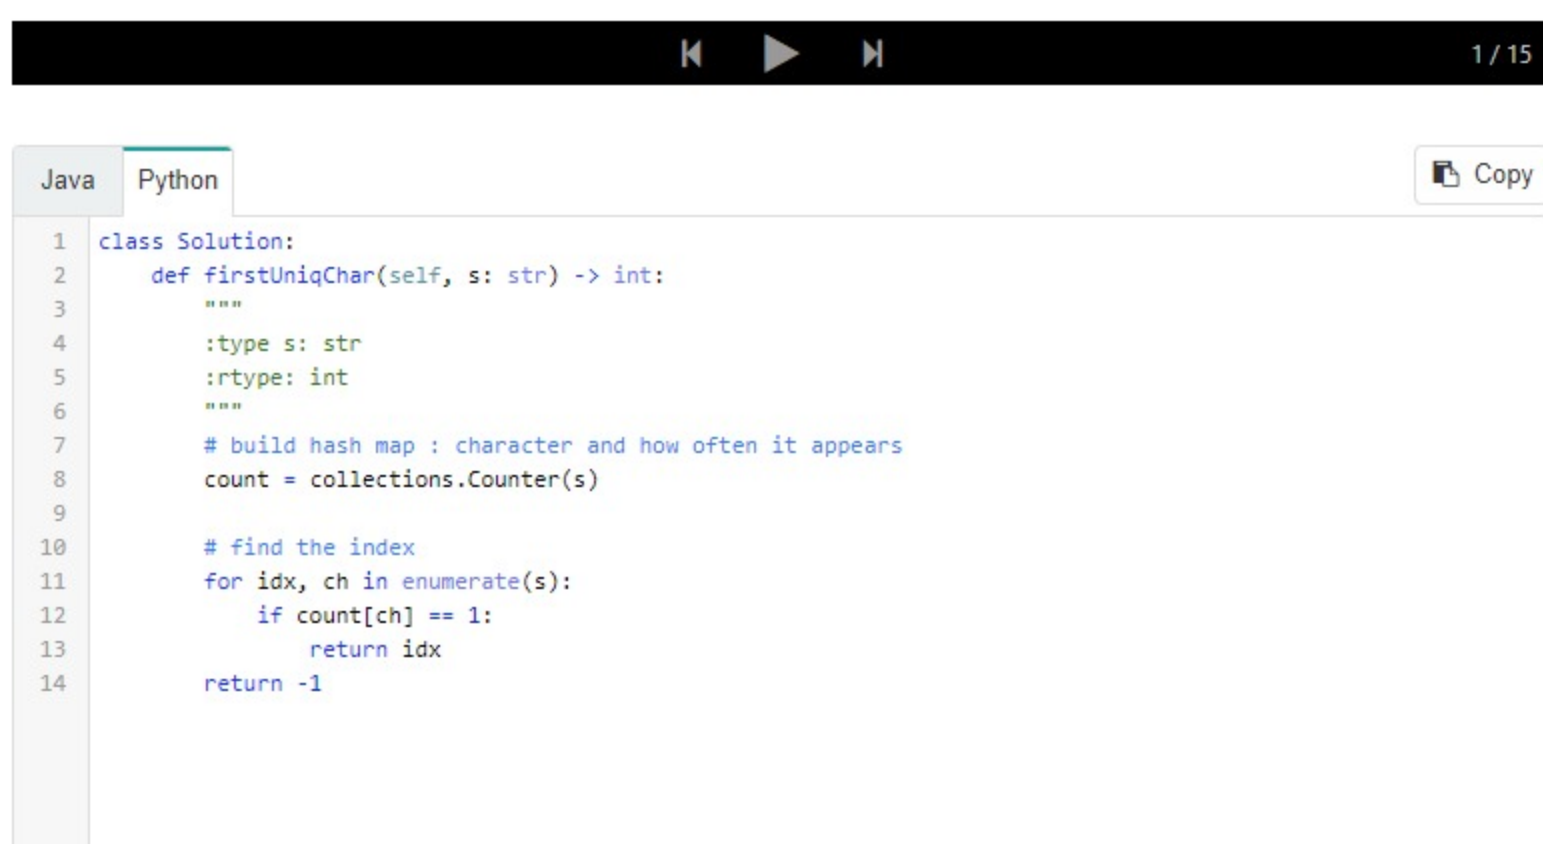 1 / 15
Java Python Copy
1 class Solution:
2     def firstUniqChar(self, s: str) -> int:
3         """
4         :type s: str
5         :rtype: int
6         """
7         # build hash map : character and how often it appears
8         count = collections.Counter(s)
9
10         # find the index
11         for idx, ch in enumerate(s):
12             if count[ch] == 1:
13                 return idx
14         return -1